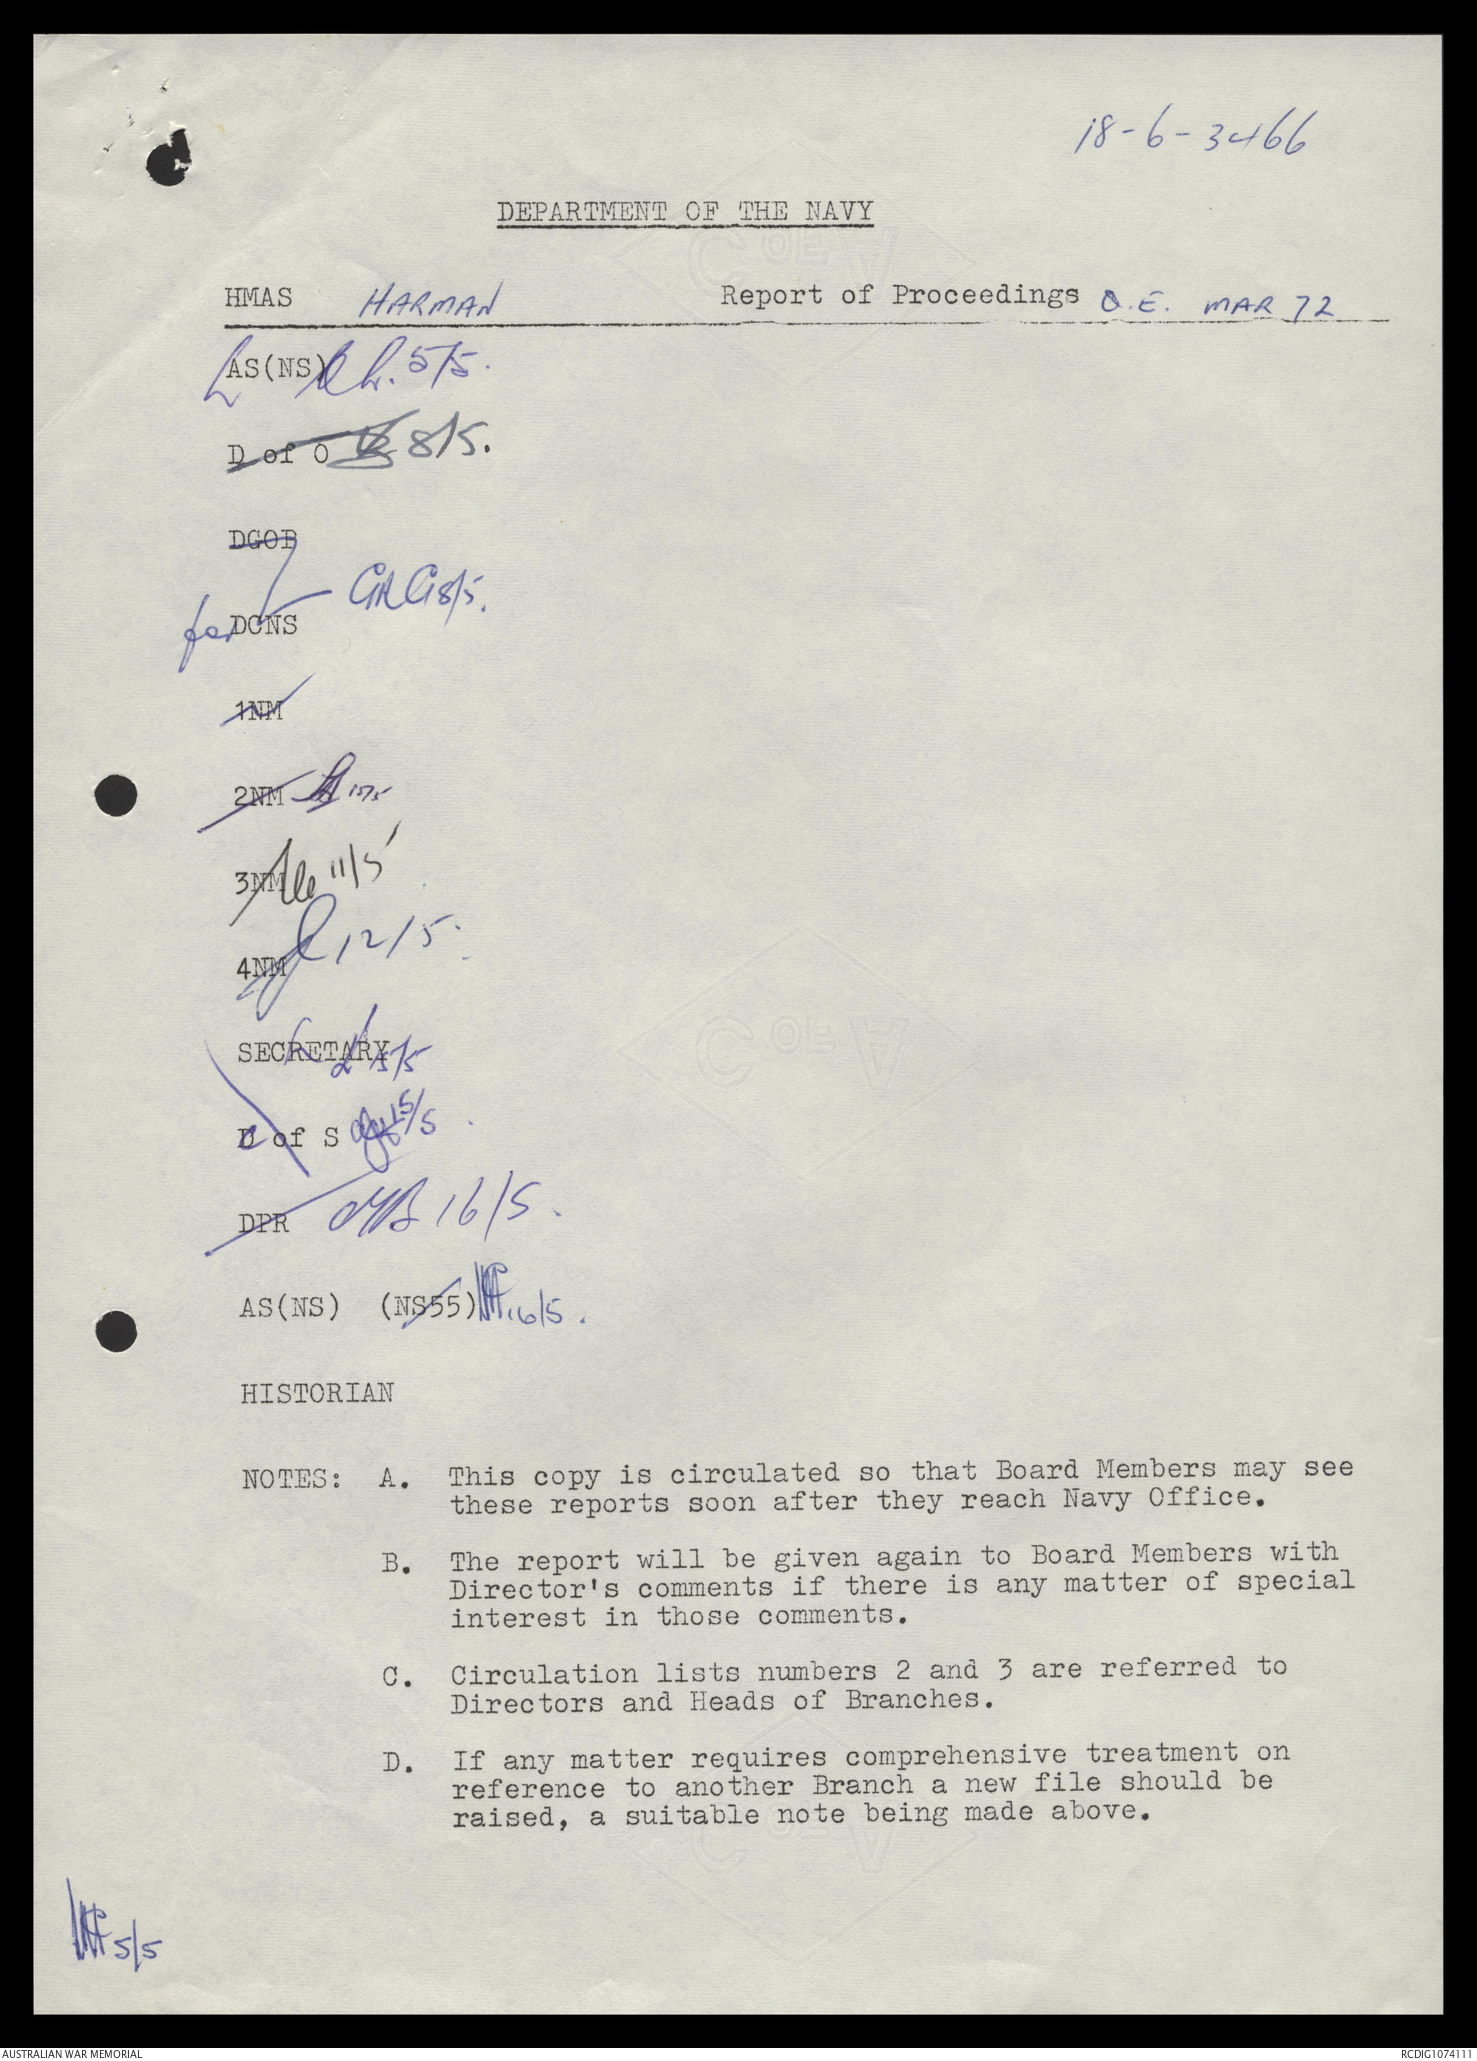 18-6-3466
DEPARTMENT OF THE NAVY
HMAS HARMAN Report of Proceedings Q.E. MAR 72
AS(NS) 5/5.
D of O 8/5.
DGOB
for DCNS 8/5.
1NM
2NM
3NM 11/5
4NM 12/5.
SECRETARY 15/5
D of S 15/5
DPR 16/5.
AS(NS) (NS55) 16/5.
HISTORIAN
NOTES: A. This copy is circulated so that Board Members may see
these reports soon after they reach Navy Office.
B. The report will be given again to Board Members with
Director's comments if there is any matter of special
interest in those comments.
C. Circulation lists numbers 2 and 3 are referred to
Directors and Heads of Branches.
D. If any matter requires comprehensive treatment on
reference to another Branch a new file should be
raised, a suitable note being made above.
5/5
C OF A
C OF A
C OF A
AUSTRALIAN WAR MEMORIAL RCDIG1074111